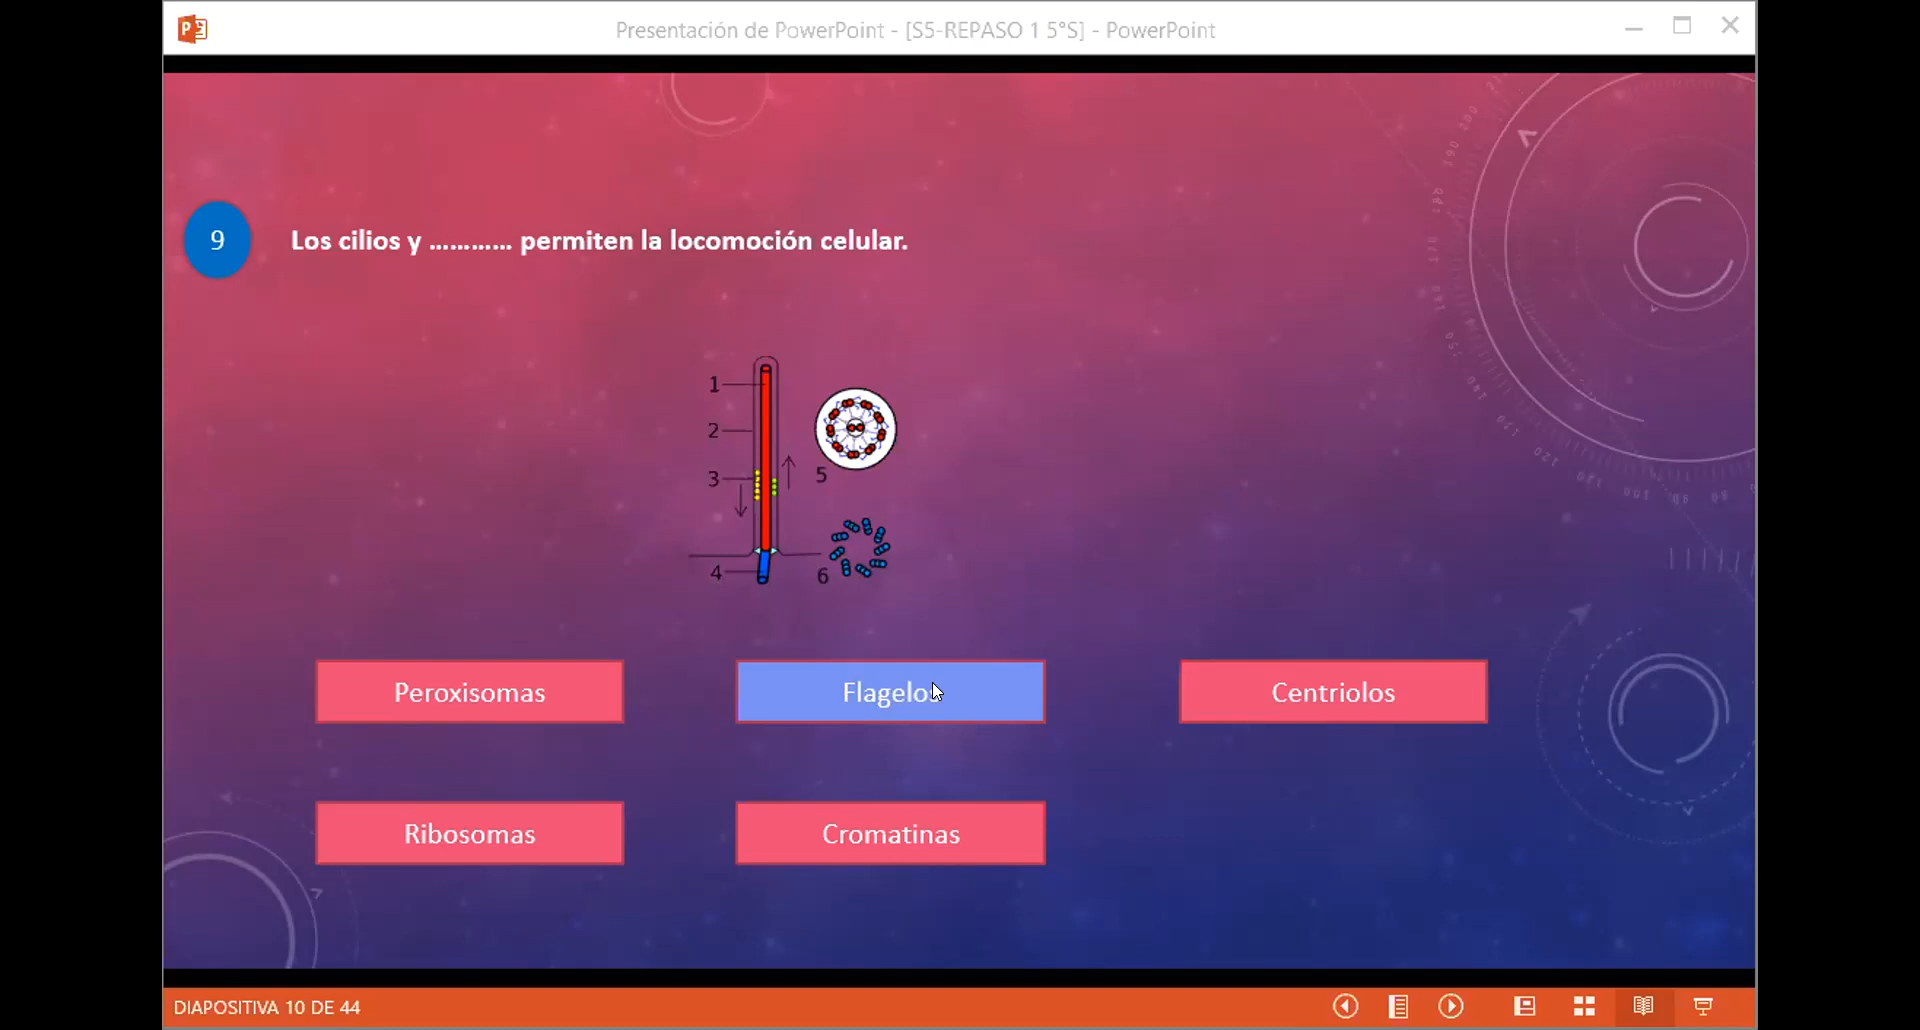 Presentación de PowerPoint - [S5-REPASO 1 5°S] - PowerPoint
9
Los cilios y ............ permiten la locomoción celular.
1
2
3
4
5
6
Peroxisomas
Flagelos
Centriolos
Ribosomas
Cromatinas
DIAPOSITIVA 10 DE 44